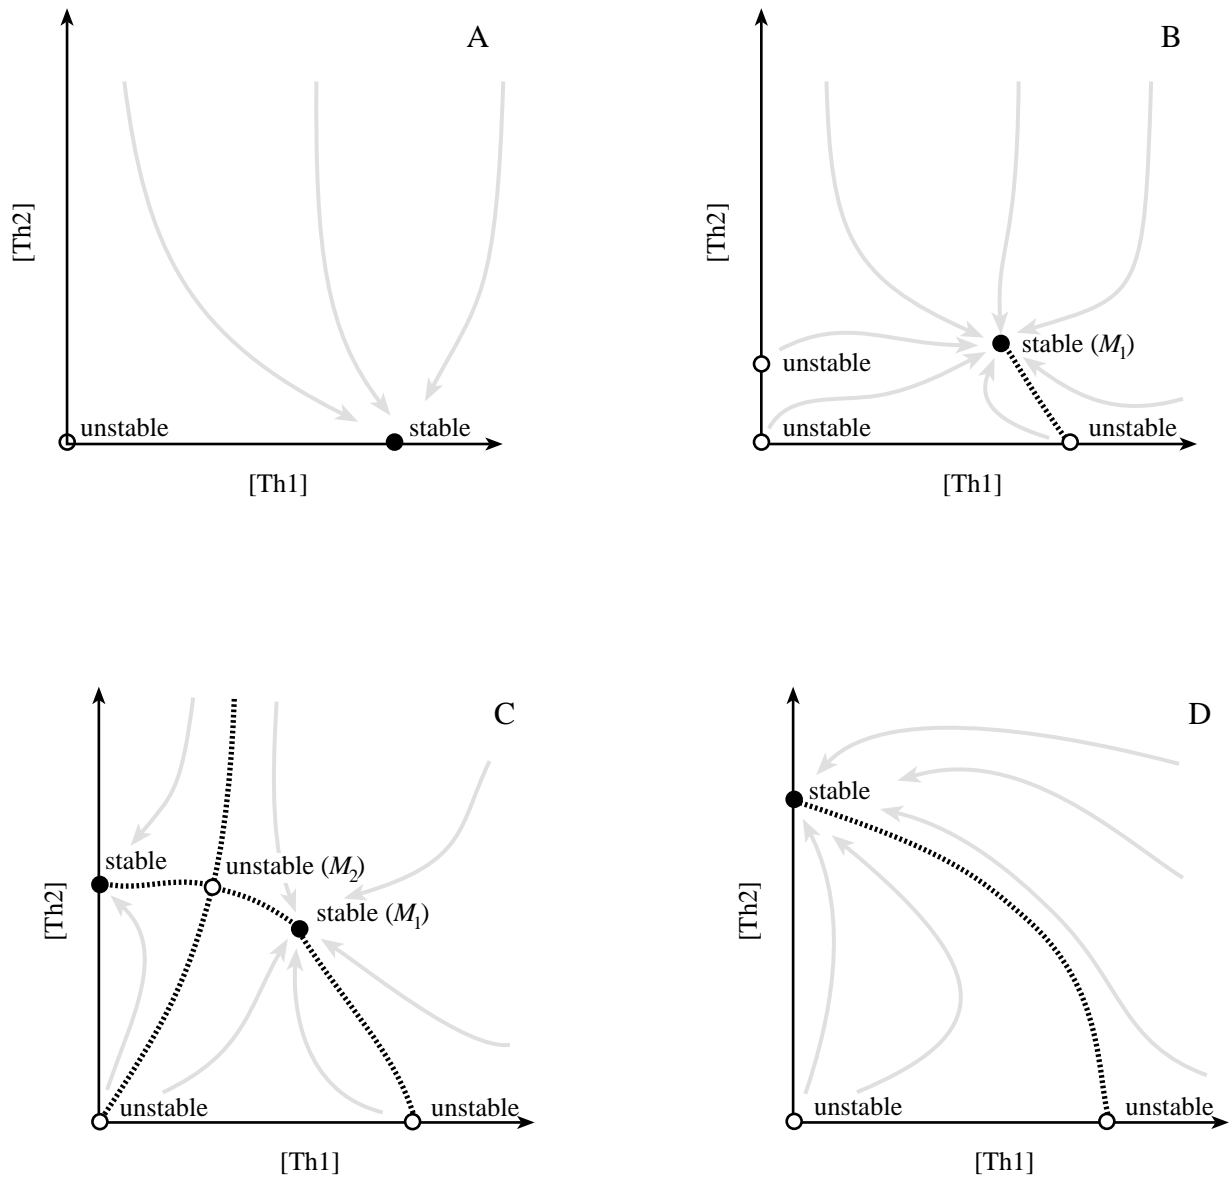 A
[Th2]
unstable
stable
[Th1]
B
[Th2]
stable (M1)
unstable
unstable
unstable
[Th1]
C
stable
unstable (M2)
[Th2]
stable (M1)
unstable
unstable
[Th1]
D
stable
[Th2]
unstable
unstable
[Th1]